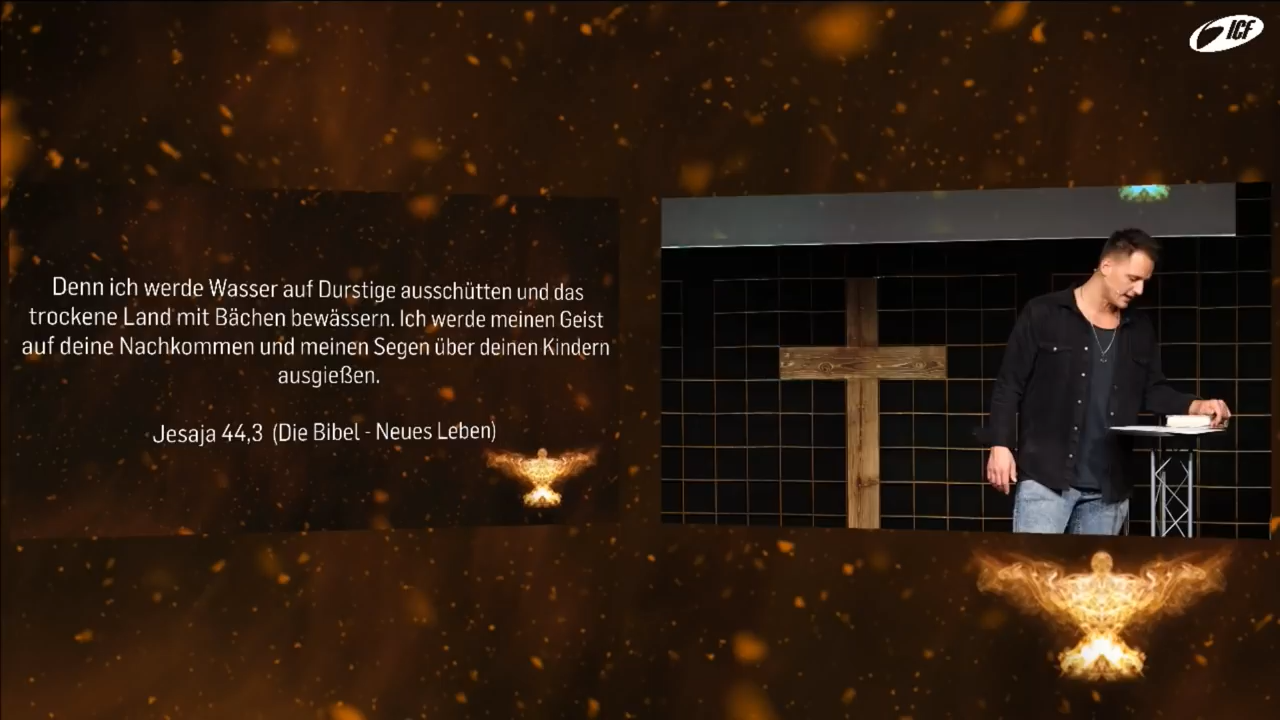 ICF
Denn ich werde Wasser auf Durstige ausschütten und das
trockene Land mit Bächen bewässern. Ich werde meinen Geist
auf deine Nachkommen und meinen Segen über deinen Kindern
ausgießen.
Jesaja 44,3 (Die Bibel - Neues Leben)